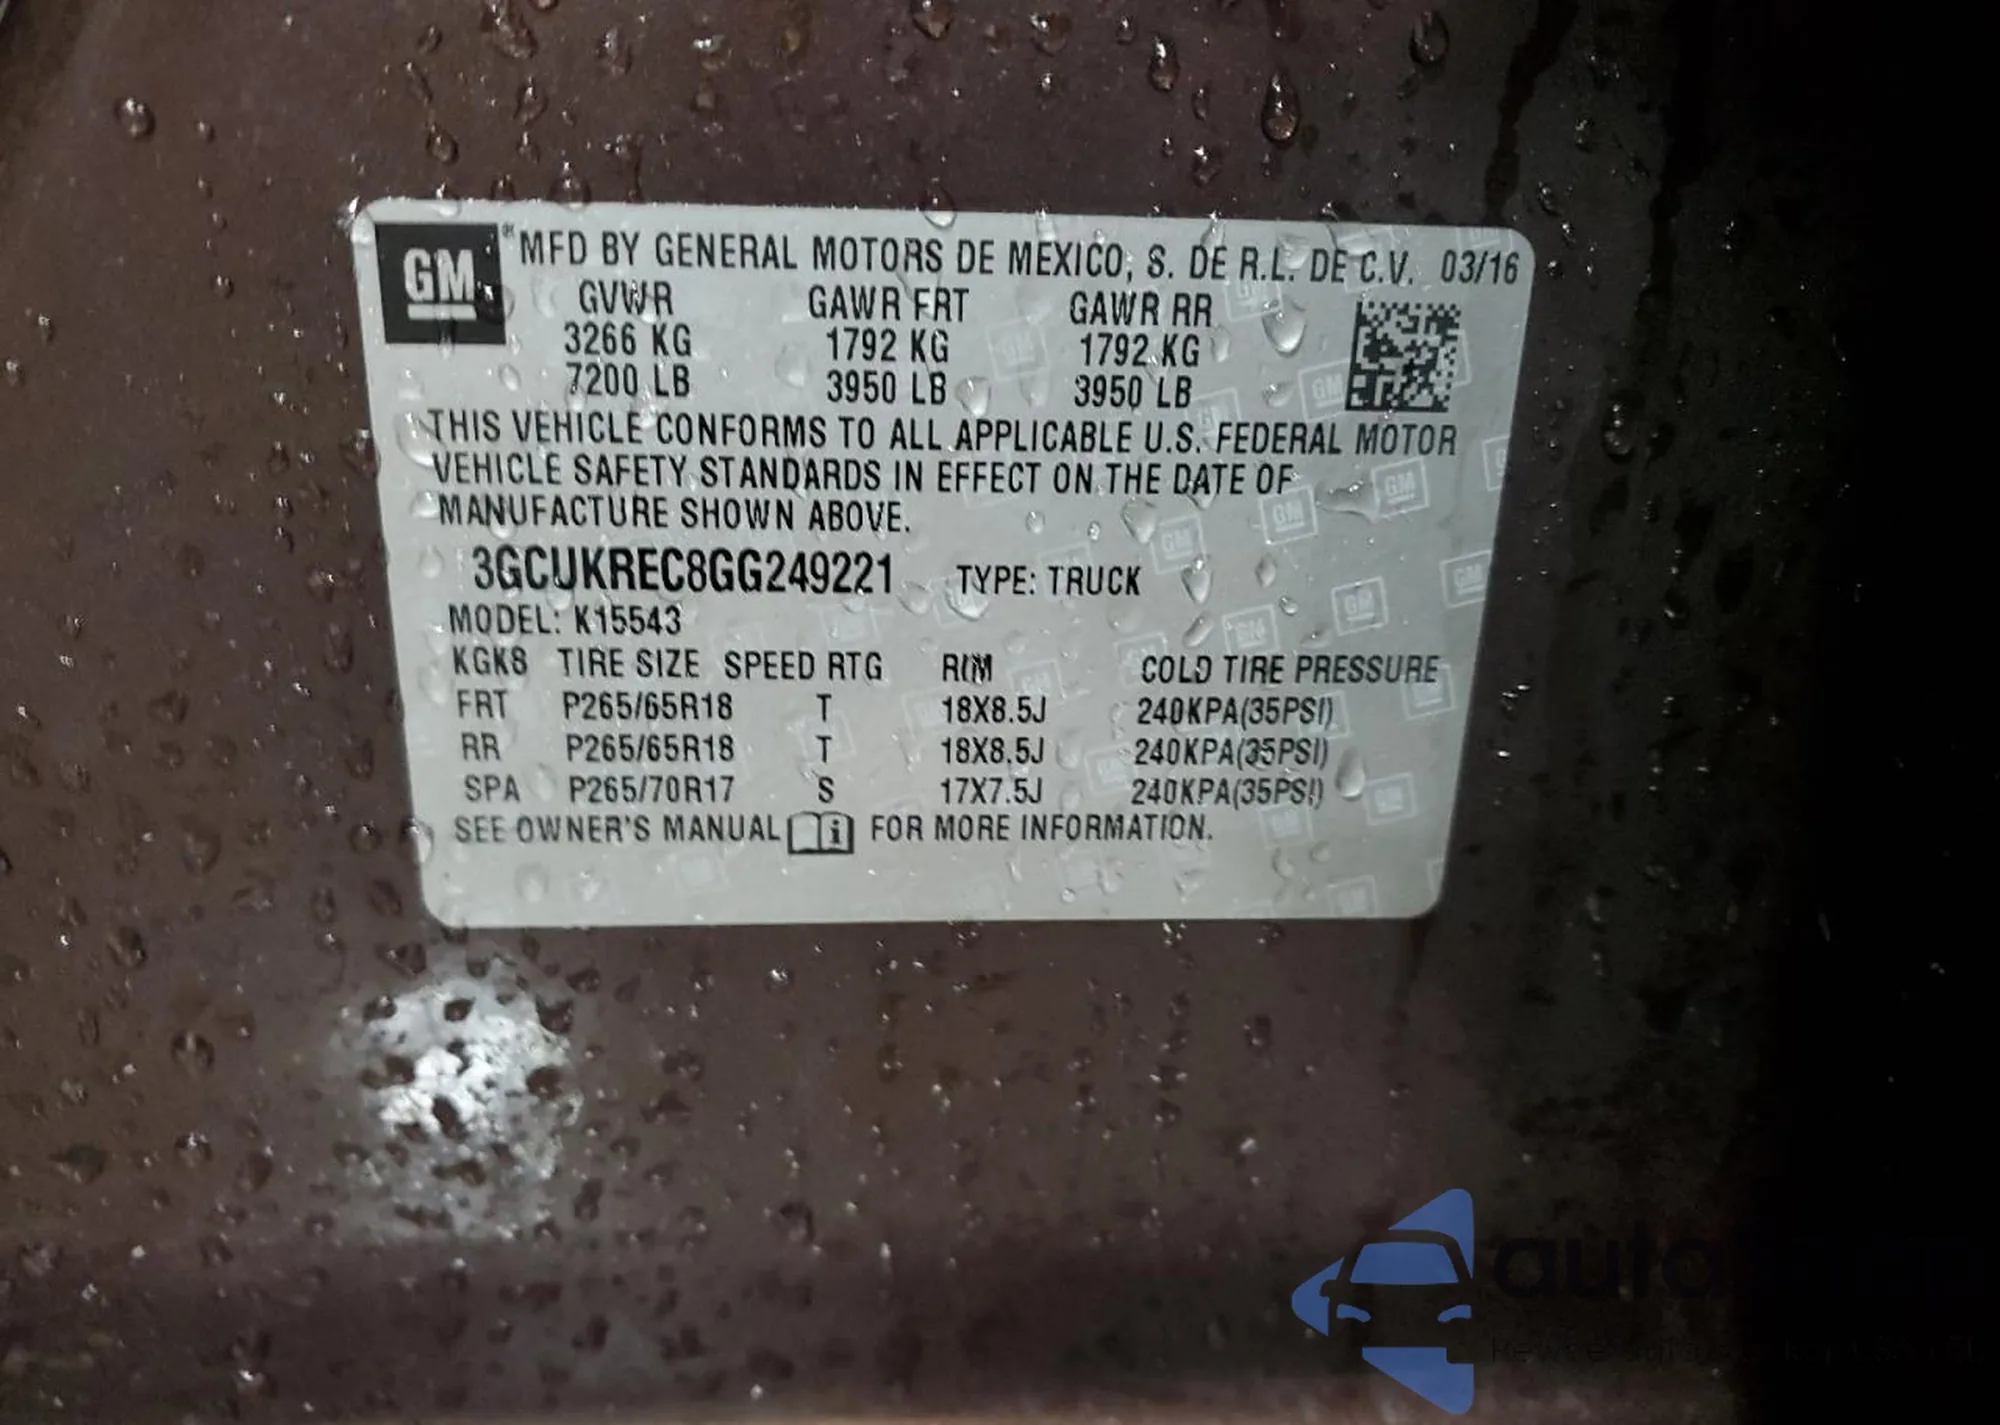 GM ® MFD BY GENERAL MOTORS DE MEXICO, S. DE R.L. DE C.V. 03/16
GVWR GAWR FRT GAWR RR
3266 KG 1792 KG 1792 KG
7200 LB 3950 LB 3950 LB
THIS VEHICLE CONFORMS TO ALL APPLICABLE U.S. FEDERAL MOTOR
VEHICLE SAFETY STANDARDS IN EFFECT ON THE DATE OF
MANUFACTURE SHOWN ABOVE.
3GCUKREC8GG249221 TYPE: TRUCK
MODEL: K15543
KGK8 TIRE SIZE SPEED RTG RIM COLD TIRE PRESSURE
FRT P265/65R18 T 18X8.5J 240KPA(35PSI)
RR P265/65R18 T 18X8.5J 240KPA(35PSI)
SPA P265/70R17 S 17X7.5J 240KPA(35PSI)
SEE OWNER'S MANUAL i FOR MORE INFORMATION.